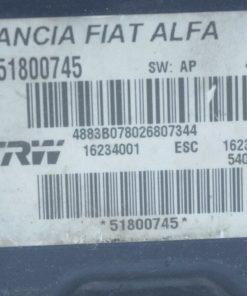 ANCIA FIAT ALFA
51800745 SW: AP
4883B078026807344
TRW 16234001 ESC 1623
540
*51800745*